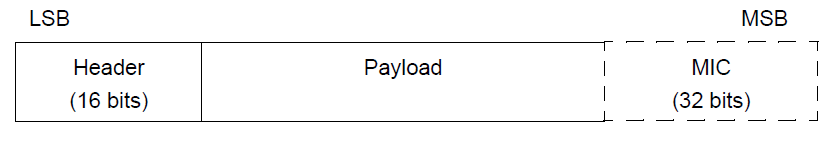 LSB MSB
Header Payload MIC
(16 bits) (32 bits)